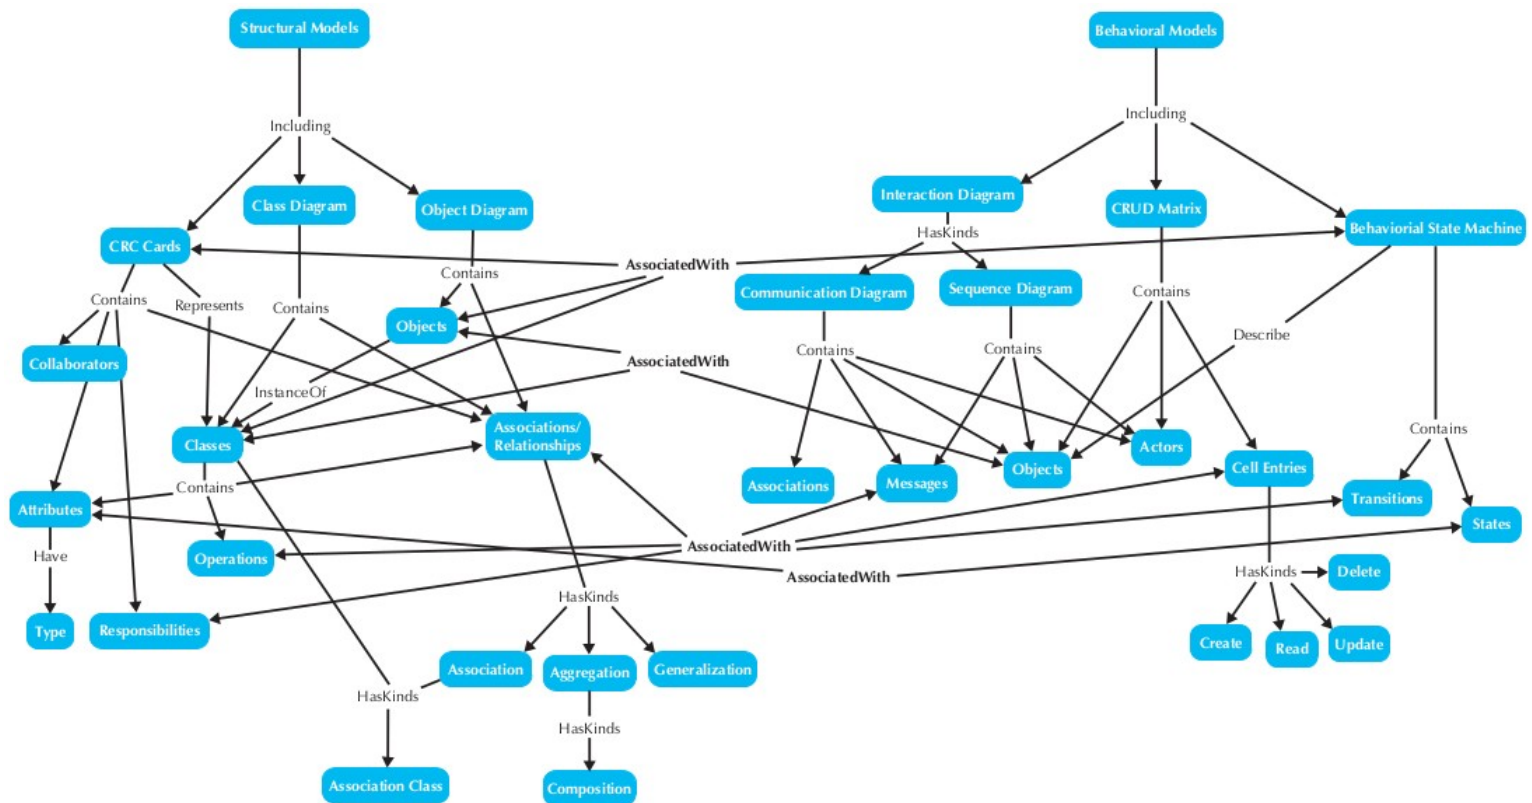 Structural Models
Behavioral Models
Including
Including
Class Diagram
Object Diagram
Interaction Diagram
CRUD Matrix
Behaviorial State Machine
CRC Cards
HasKinds
AssociatedWith
Contains
Contains
Represents
Contains
Communication Diagram
Sequence Diagram
Contains
Objects
Describe
Collaborators
AssociatedWith
Contains
Contains
InstanceOf
Classes
Associations/
Relationships
Contains
Actors
Objects
Cell Entries
Associations
Messages
Contains
Transitions
Attributes
States
Have
Operations
AssociatedWith
AssociatedWith
HasKinds
Delete
HasKinds
Type
Responsibilities
Create
Read
Update
Association
Aggregation
Generalization
HasKinds
HasKinds
Association Class
Composition